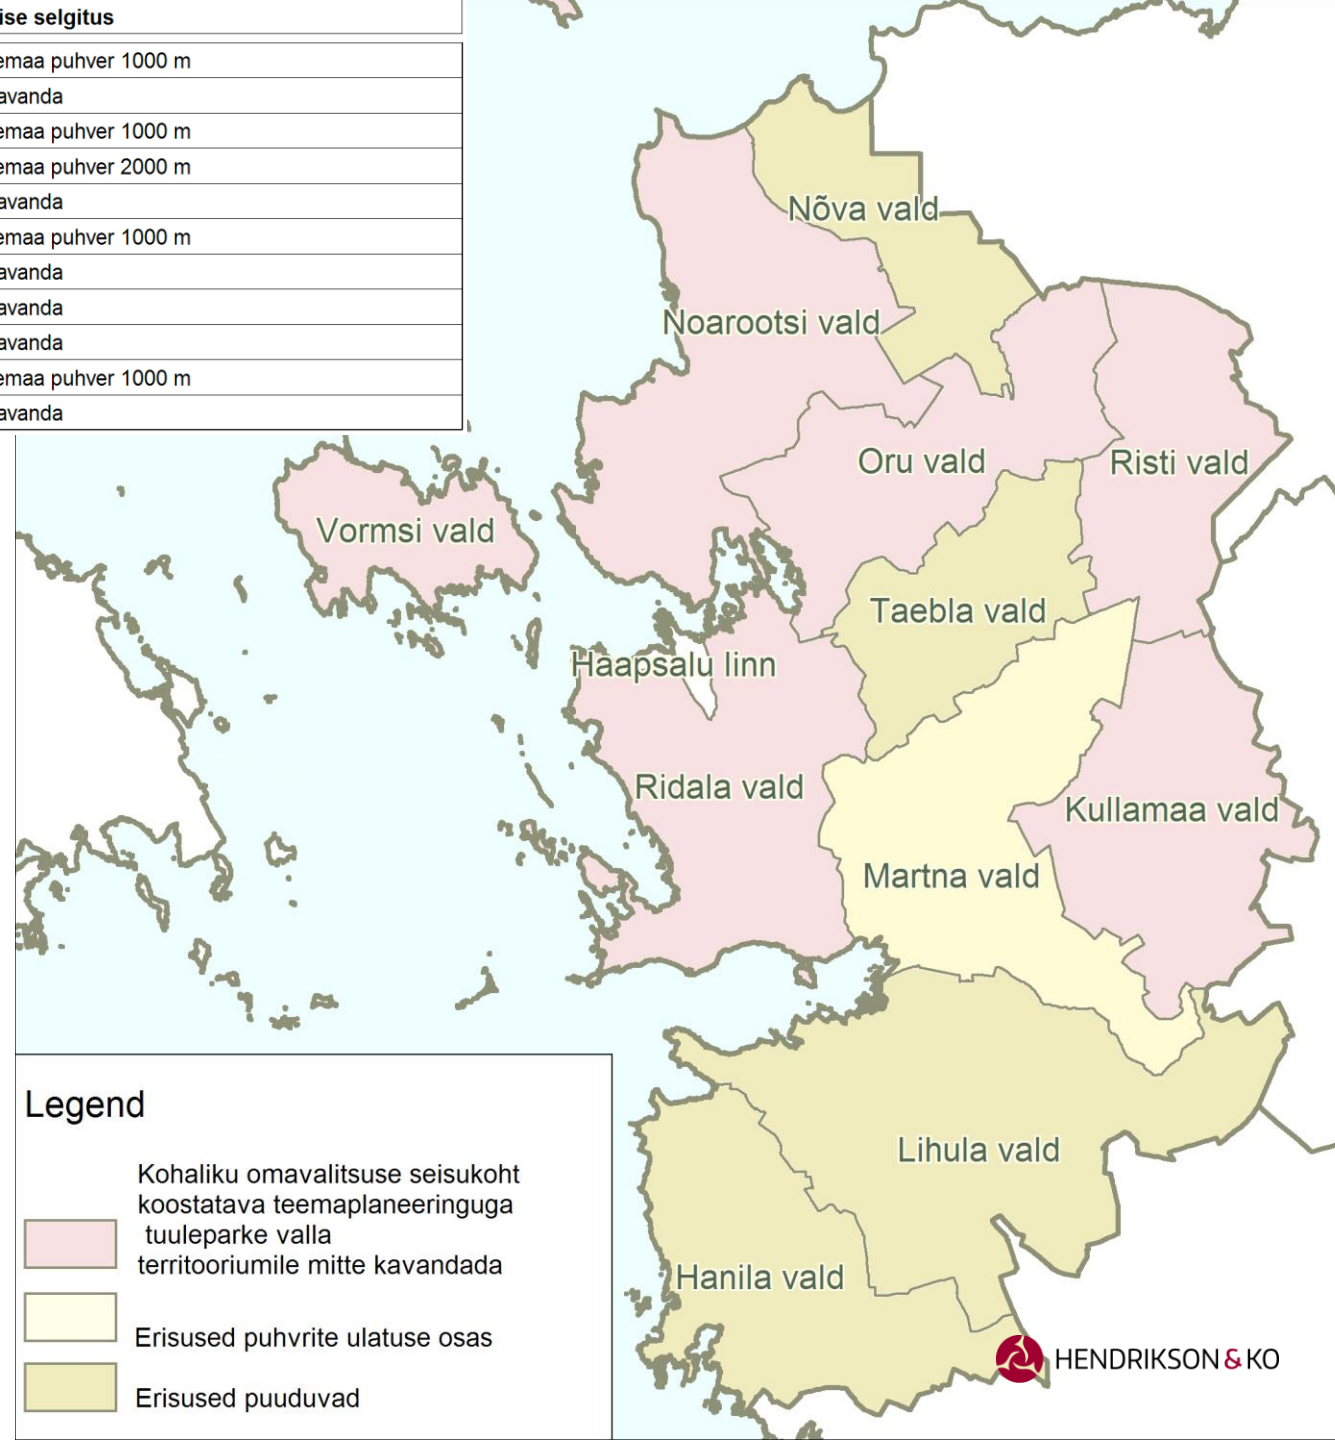 ise selgitus
emaa puhver 1000 m
avanda
emaa puhver 1000 m
emaa puhver 2000 m
avanda
emaa puhver 1000 m
avanda
avanda
avanda
emaa puhver 1000 m
avanda
Nõva vald
Noarootsi vald
Oru vald
Risti vald
Vormsi vald
Taebla vald
Haapsalu linn
Ridala vald
Kullamaa vald
Martna vald
Lihula vald
Hanila vald
Legend
Kohaliku omavalitsuse seisukoht
koostatava teemaplaneeringuga
tuuleparke valla
territooriumile mitte kavandada
Erisused puhvrite ulatuse osas
Erisused puuduvad
HENDRIKSON & KO